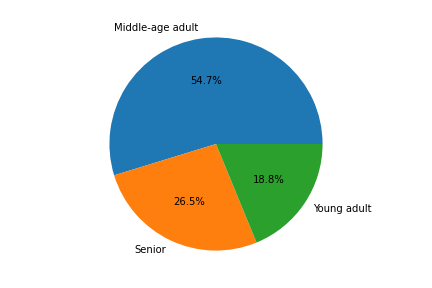 Middle-age adult
54.7%
18.8%
26.5%
Young adult
Senior